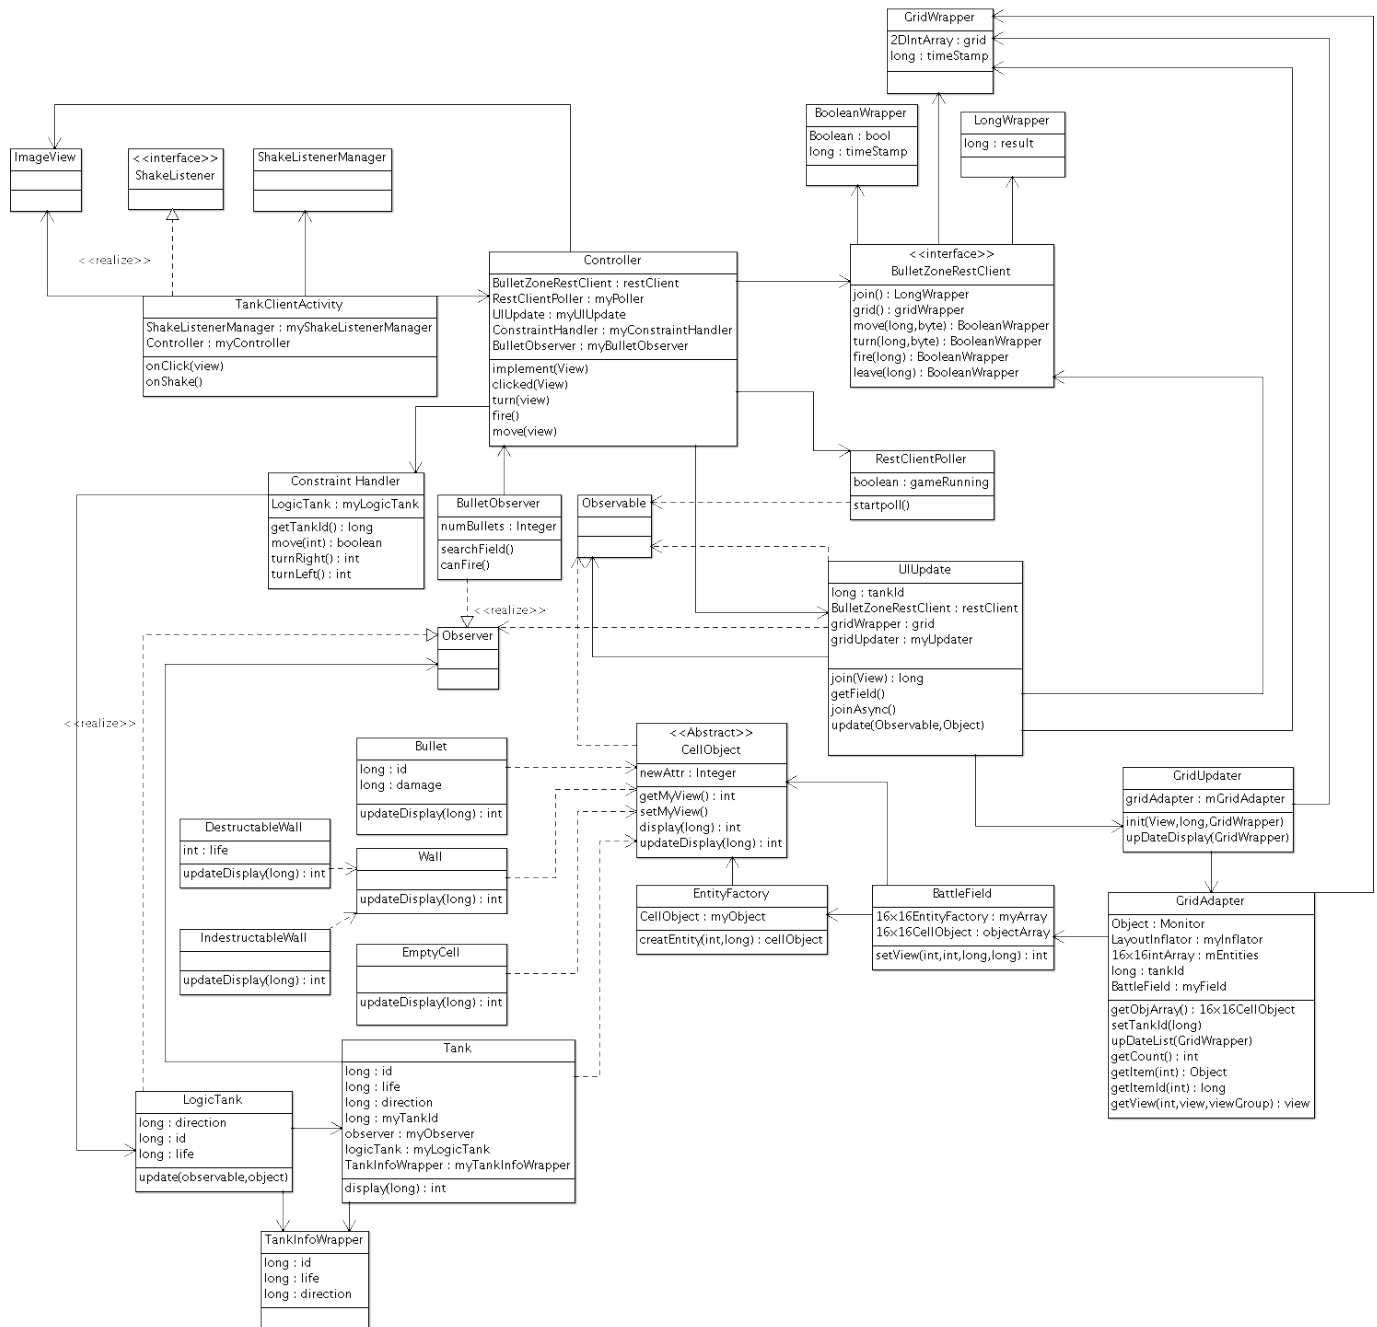 GridWrapper
2DIntArray : grid
long : timeStamp
BooleanWrapper
Boolean : bool
long : timeStamp
LongWrapper
long : result
ImageView
<<interface>>
ShakeListener
ShakeListenerManager
<<realize>>
TankClientActivity
ShakeListenerManager : myShakeListenerManager
Controller : myController
onClick(view)
onShake()
Controller
BulletZoneRestClient : restClient
RestClientPoller : myPoller
UIUpdate : myUIUpdate
ConstraintHandler : myConstraintHandler
BulletObserver : myBulletObserver
implement(View)
clicked(View)
turn(view)
fire()
move(view)
<<interface>>
BulletZoneRestClient
join() : LongWrapper
grid() : gridWrapper
move(long,byte) : BooleanWrapper
turn(long,byte) : BooleanWrapper
fire(long) : BooleanWrapper
leave(long) : BooleanWrapper
RestClientPoller
boolean : gameRunning
startpoll()
Constraint Handler
LogicTank : myLogicTank
getTankId() : long
move(int) : boolean
turnRight() : int
turnLeft() : int
BulletObserver
numBullets : Integer
searchField()
canFire()
Observable
<<realize>>
Observer
UIUpdate
long : tankId
BulletZoneRestClient : restClient
gridWrapper : grid
gridUpdater : myUpdater
join(View) : long
getField()
joinAsync()
update(Observable,Object)
<<realize>>
<<Abstract>>
CellObject
newAttr : Integer
getMyView() : int
setMyView()
display(long) : int
updateDisplay(long) : int
Bullet
long : id
long : damage
updateDisplay(long) : int
GridUpdater
gridAdapter : mGridAdapter
init(View,long,GridWrapper)
upDateDisplay(GridWrapper)
DestructableWall
int : life
updateDisplay(long) : int
Wall
updateDisplay(long) : int
EntityFactory
CellObject : myObject
creatEntity(int,long) : cellObject
BattleField
16x16EntityFactory : myArray
16x16CellObject : objectArray
setView(int,int,long,long) : int
GridAdapter
Object : Monitor
LayoutInflator : myInflator
16x16intArray : mEntities
long : tankId
BattleField : myField
getObjArray() : 16x16CellObject
setTankId(long)
upDateList(GridWrapper)
getCount() : int
getItem(int) : Object
getItemId(int) : long
getView(int,view,viewGroup) : view
IndestructableWall
updateDisplay(long) : int
EmptyCell
updateDisplay(long) : int
Tank
long : id
long : life
long : direction
long : myTankId
observer : myObserver
logicTank : myLogicTank
TankInfoWrapper : myTankInfoWrapper
display(long) : int
LogicTank
long : direction
long : id
long : life
update(observable,object)
TankInfoWrapper
long : id
long : life
long : direction